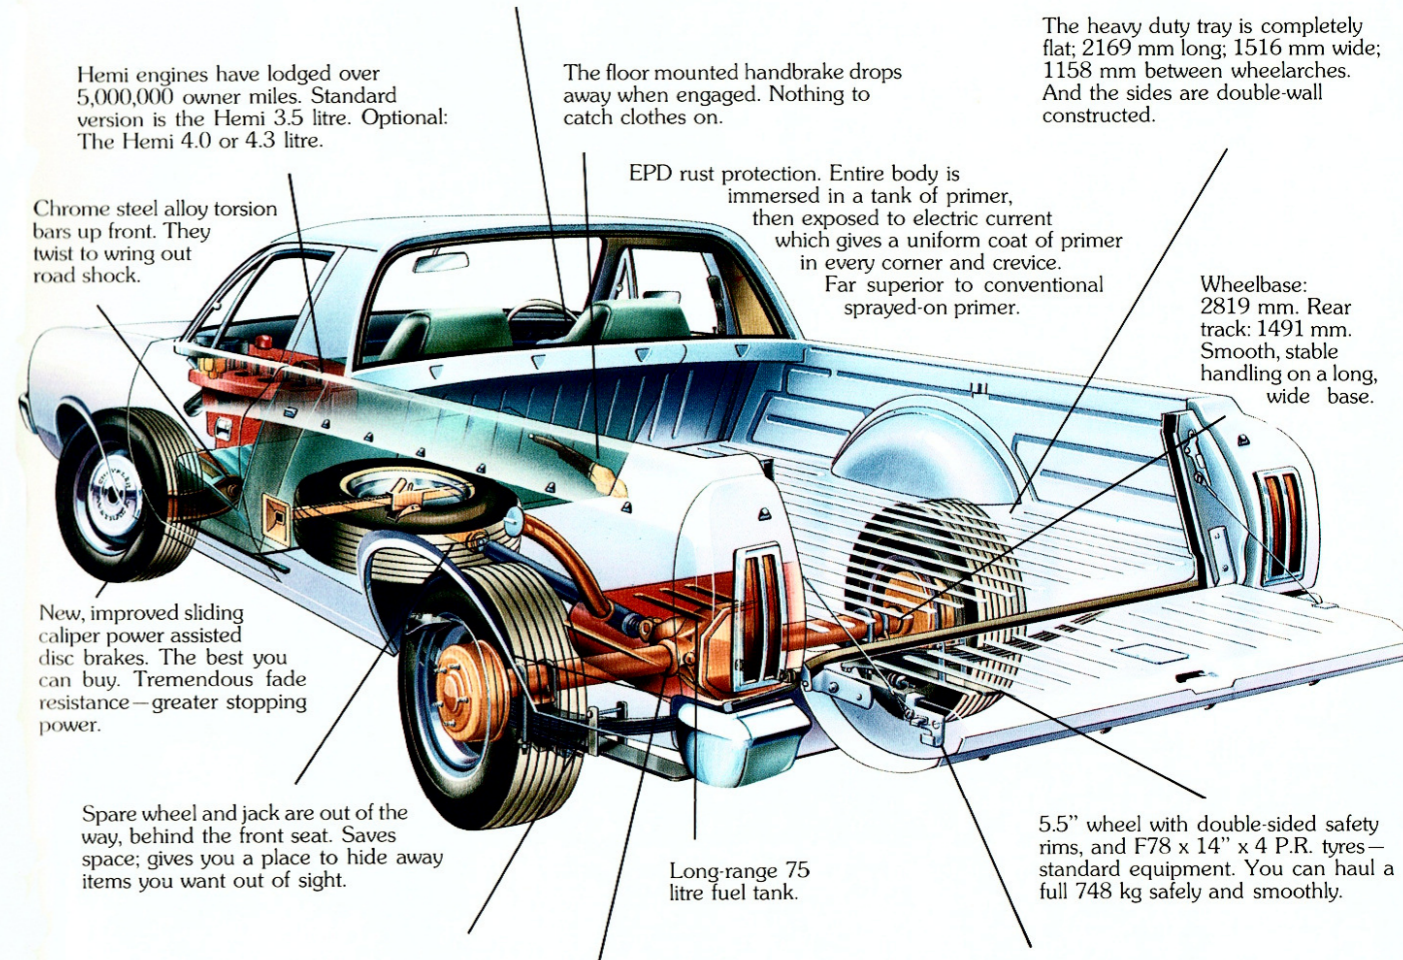 Hemi engines have lodged over
5,000,000 owner miles. Standard
version is the Hemi 3.5 litre. Optional:
The Hemi 4.0 or 4.3 litre.
The floor mounted handbrake drops
away when engaged. Nothing to
catch clothes on.
The heavy duty tray is completely
flat; 2169 mm long; 1516 mm wide;
1158 mm between wheelarches.
And the sides are double-wall
constructed.
EPD rust protection. Entire body is
immersed in a tank of primer,
then exposed to electric current
which gives a uniform coat of primer
in every corner and crevice.
Far superior to conventional
sprayed-on primer.
Chrome steel alloy torsion
bars up front. They
twist to wring out
road shock.
Wheelbase:
2819 mm. Rear
track: 1491 mm.
Smooth, stable
handling on a long,
wide base.
New, improved sliding
caliper power assisted
disc brakes. The best you
can buy. Tremendous fade
resistance—greater stopping
power.
Spare wheel and jack are out of the
way, behind the front seat. Saves
space; gives you a place to hide away
items you want out of sight.
Long-range 75
litre fuel tank.
5.5" wheel with double-sided safety
rims, and F78 x 14" x 4 P.R. tyres—
standard equipment. You can haul a
full 748 kg safely and smoothly.